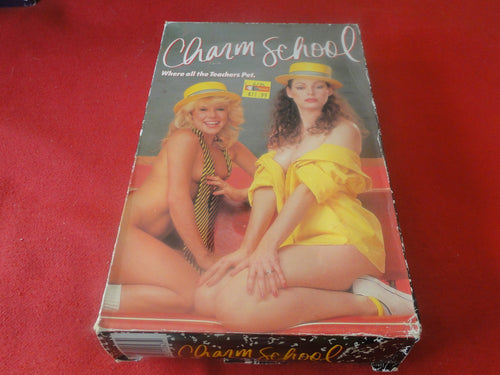 Charm School
Where all the Teachers Pet.
Charm School